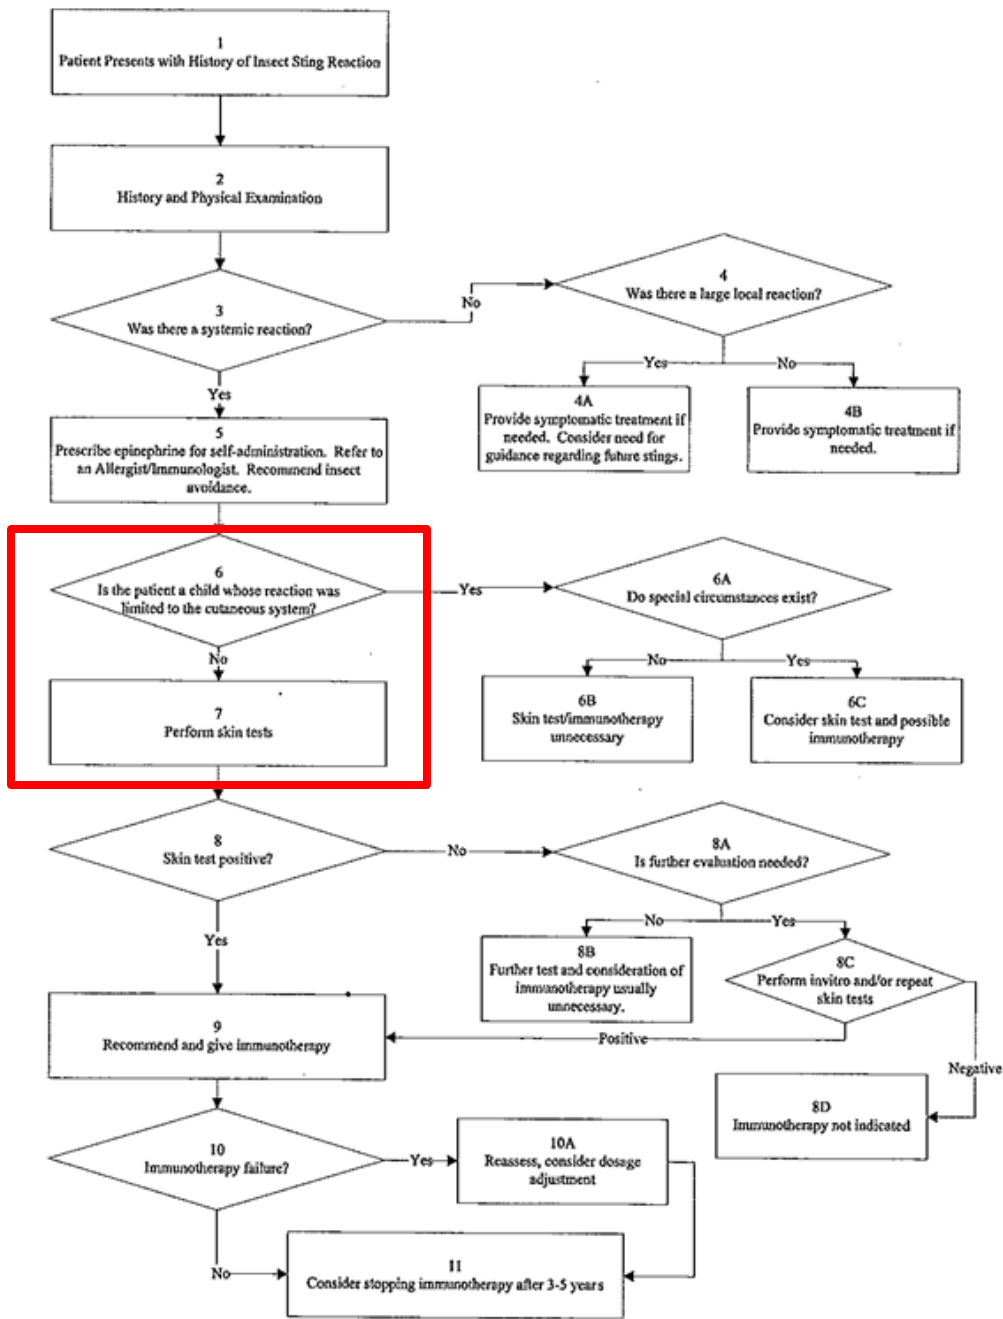 1
Patient Presents with History of Insect Sting Reaction
2
History and Physical Examination
3
Was there a systemic reaction?
No
4
Was there a large local reaction?
Yes
No
4A
Provide symptomatic treatment if
needed. Consider need for
guidance regarding future stings.
4B
Provide symptomatic treatment if
needed.
Yes
5
Prescribe epinephrine for self-administration. Refer to
an Allergist/Immunologist. Recommend insect
avoidance.
6
Is the patient a child whose reaction was
limited to the cutaneous system?
Yes
6A
Do special circumstances exist?
No
Yes
6B
Skin test/immunotherapy
unnecessary
6C
Consider skin test and possible
immunotherapy
No
7
Perform skin tests
8
Skin test positive?
No
8A
Is further evaluation needed?
No
Yes
8B
Further test and consideration of
immunotherapy usually
unnecessary.
8C
Perform invitro and/or repeat
skin tests
Positive
Negative
8D
Immunotherapy not indicated
Yes
9
Recommend and give immunotherapy
10
Immunotherapy failure?
Yes
10A
Reassess, consider dosage
adjustment
No
11
Consider stopping immunotherapy after 3-5 years